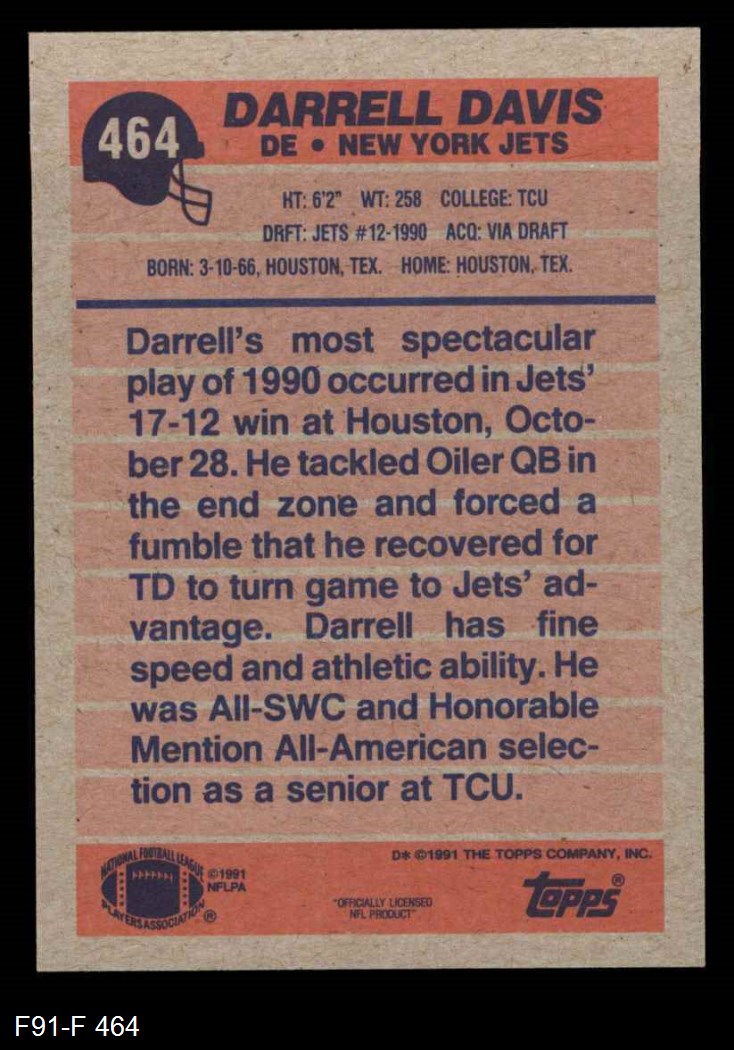 464
DARRELL DAVIS
DE • NEW YORK JETS
HT: 6'2" WT: 258 COLLEGE: TCU
DRFT: JETS #12-1990 ACQ: VIA DRAFT
BORN: 3-10-66, HOUSTON, TEX. HOME: HOUSTON, TEX.
Darrell's most spectacular
play of 1990 occurred in Jets'
17-12 win at Houston, Octo-
ber 28. He tackled Oiler QB in
the end zone and forced a
fumble that he recovered for
TD to turn game to Jets' ad-
vantage. Darrell has fine
speed and athletic ability. He
was All-SWC and Honorable
Mention All-American selec-
tion as a senior at TCU.
NATIONAL FOOTBALL LEAGUE
PLAYERS ASSOCIATION ®
©1991
NFLPA
"OFFICIALLY LICENSED
NFL PRODUCT"
D* ©1991 THE TOPPS COMPANY, INC.
topps®
F91-F 464